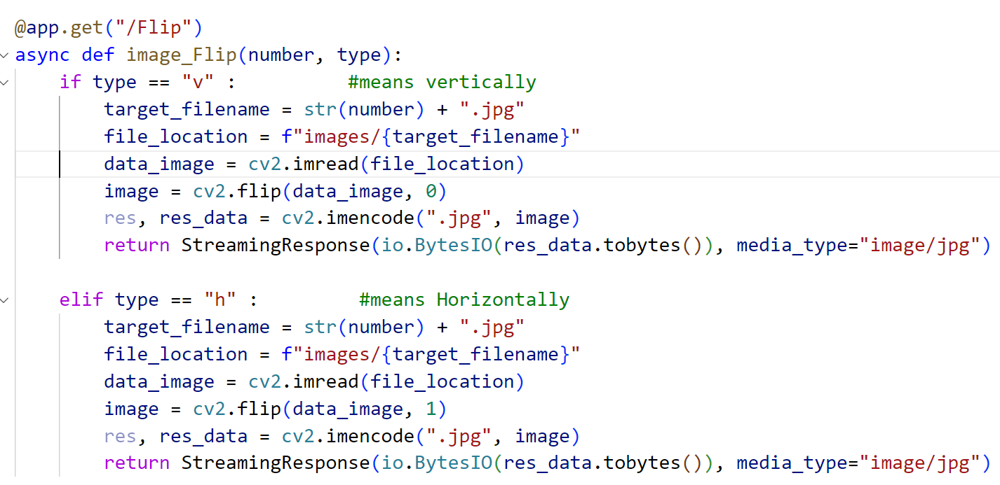 @app.get("/Flip")
async def image_Flip(number, type):
    if type == "v" :          #means vertically
        target_filename = str(number) + ".jpg"
        file_location = f"images/{target_filename}"
        data_image = cv2.imread(file_location)
        image = cv2.flip(data_image, 0)
        res, res_data = cv2.imencode(".jpg", image)
        return StreamingResponse(io.BytesIO(res_data.tobytes()), media_type="image/jpg")
    elif type == "h" :         #means Horizontally
        target_filename = str(number) + ".jpg"
        file_location = f"images/{target_filename}"
        data_image = cv2.imread(file_location)
        image = cv2.flip(data_image, 1)
        res, res_data = cv2.imencode(".jpg", image)
        return StreamingResponse(io.BytesIO(res_data.tobytes()), media_type="image/jpg")